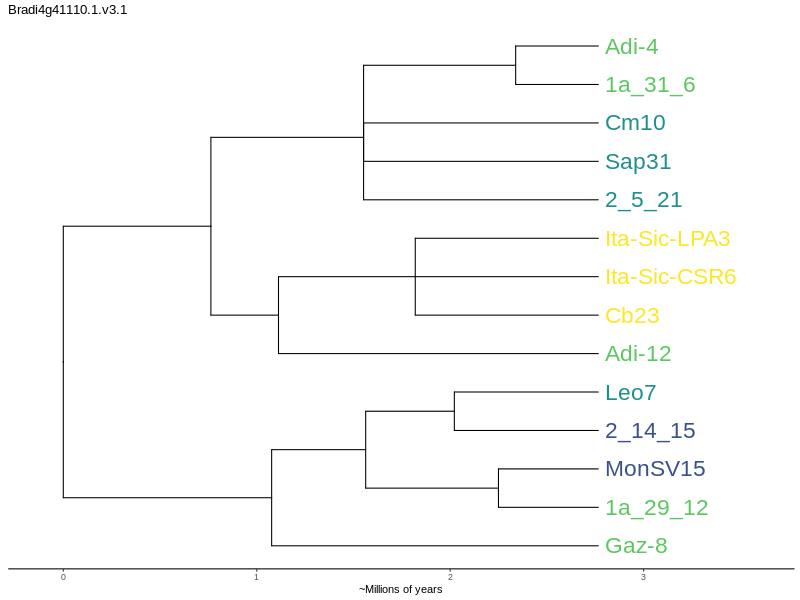 Bradi4g41110.1.v3.1
Adi-4
1a_31_6
Cm10
Sap31
2_5_21
Ita-Sic-LPA3
Ita-Sic-CSR6
Cb23
Adi-12
Leo7
2_14_15
MonSV15
1a_29_12
Gaz-8
0 1 2 3
~Millions of years